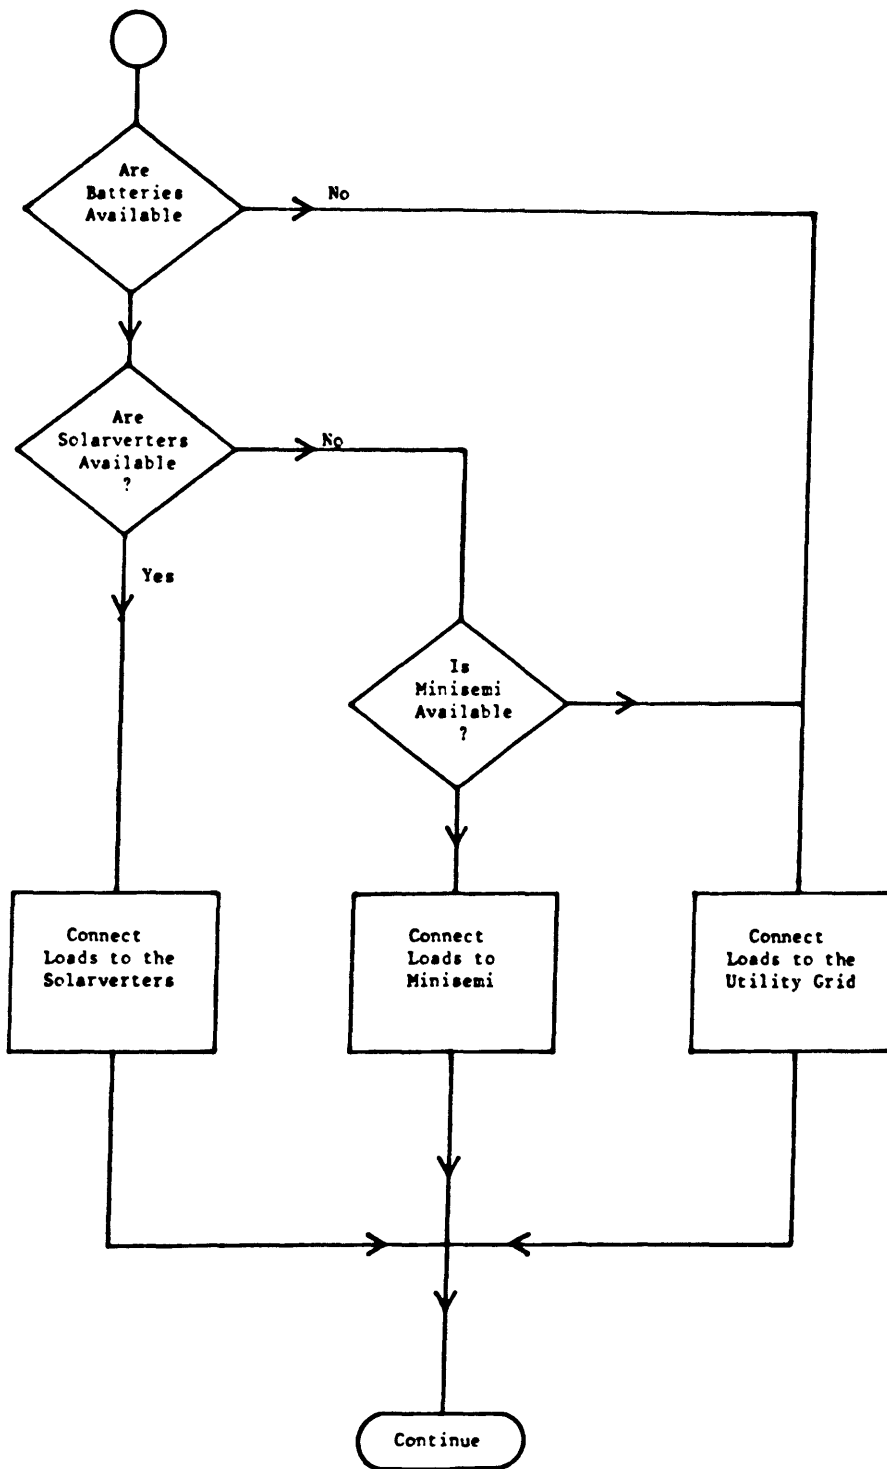 Are
Batteries
Available
No
Are
Solarverters
Available
?
No
Yes
Is
Minisemi
Available
?
Connect
Loads to the
Solarverters
Connect
Loads to
Minisemi
Connect
Loads to the
Utility Grid
Continue